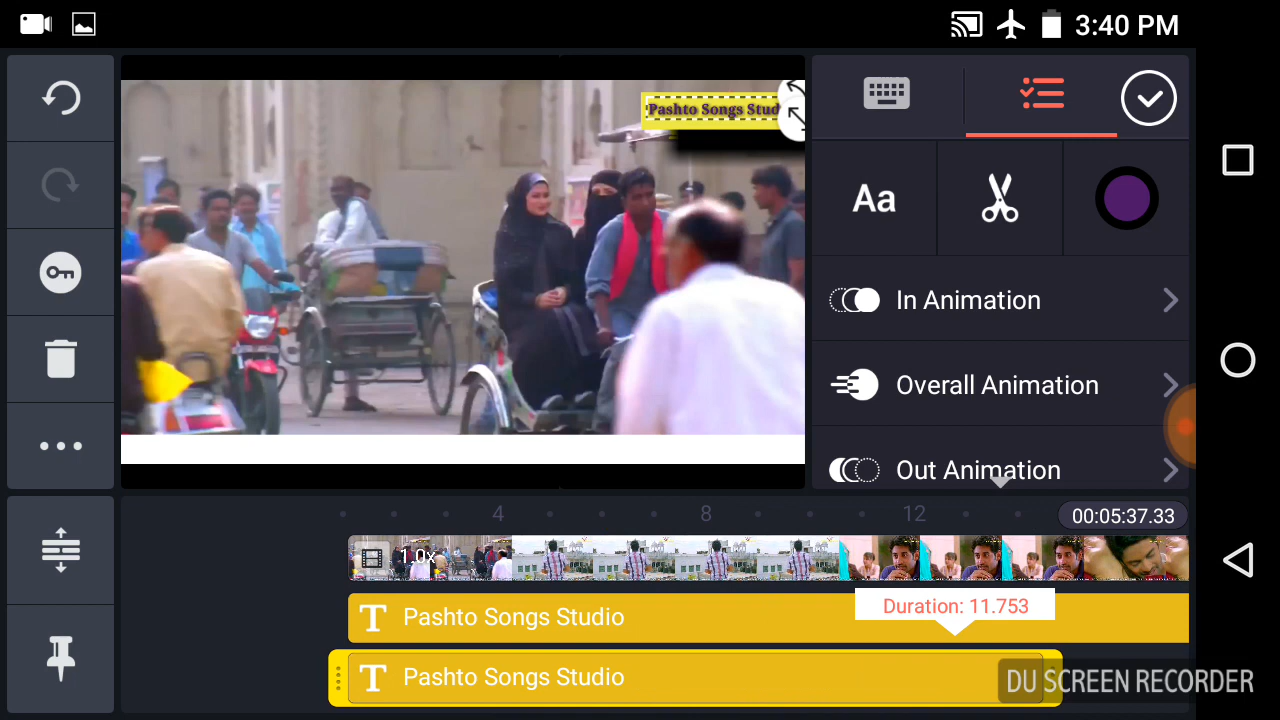 3:40 PM
Pashto Songs Stud
Aa
In Animation
Overall Animation
Out Animation
4 8 12 00:05:37.33
1.0x
Duration: 11.753
T Pashto Songs Studio
T Pashto Songs Studio
DU SCREEN RECORDER